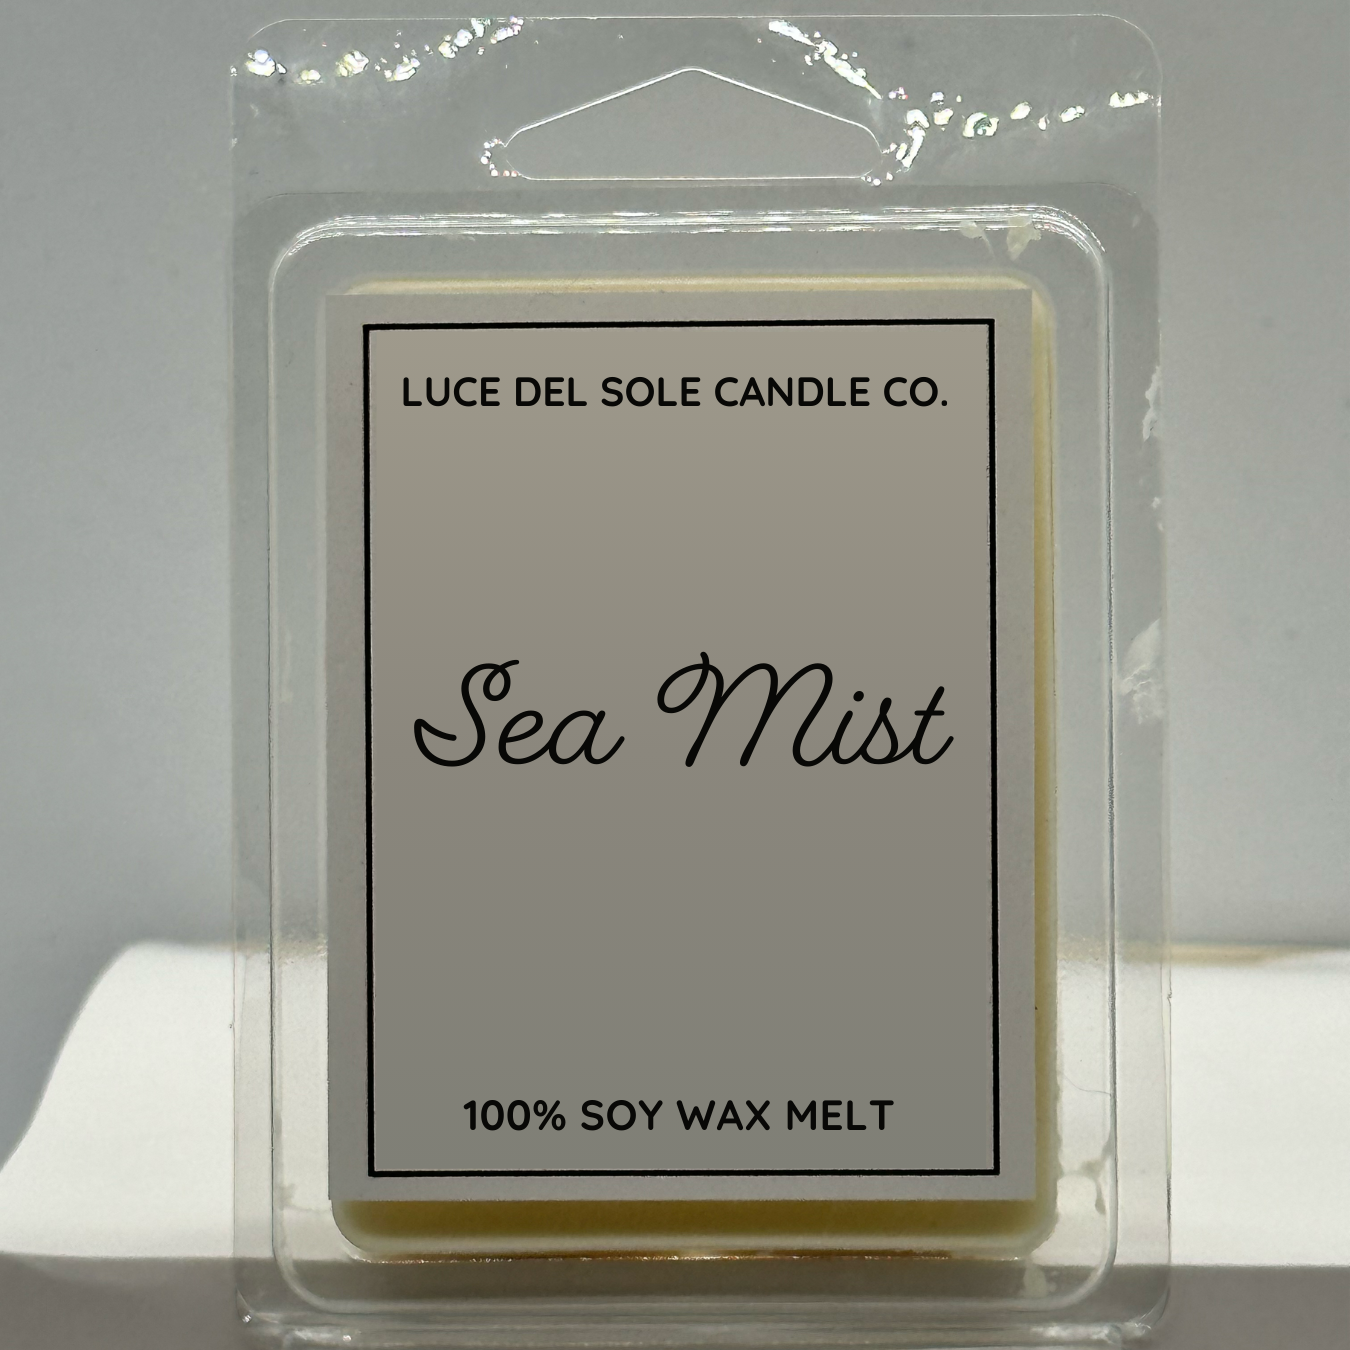 LUCE DEL SOLE CANDLE CO.
Sea Mist
100% SOY WAX MELT